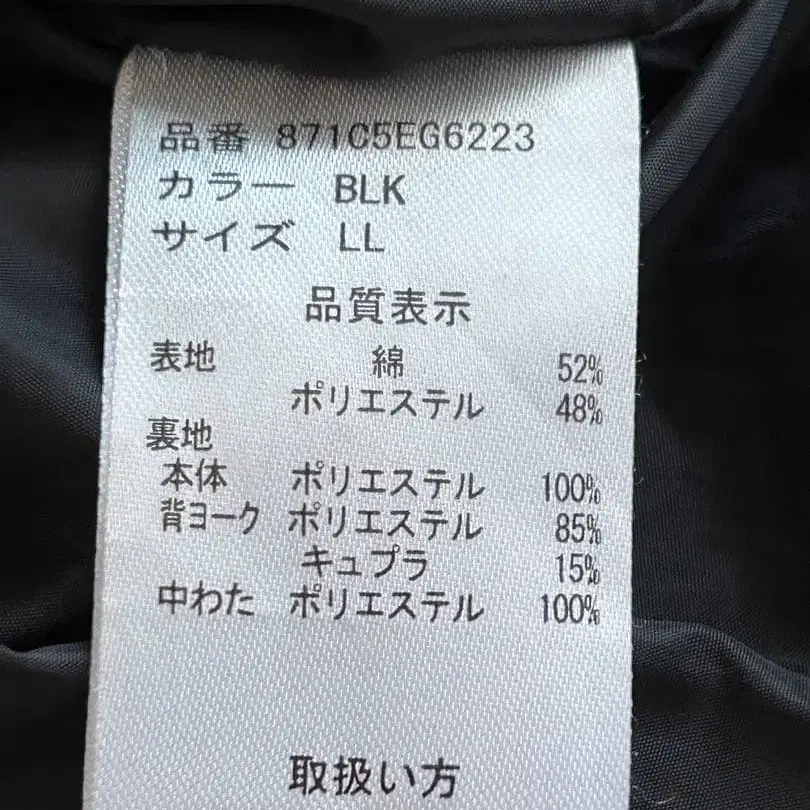 品番 871C5EG6223
カラー BLK
サイズ LL
品質表示
表地 綿 52%
ポリエステル 48%
裏地
本体 ポリエステル 100%
背ヨーク ポリエステル 85%
キュプラ 15%
中わた ポリエステル 100%
取扱い方